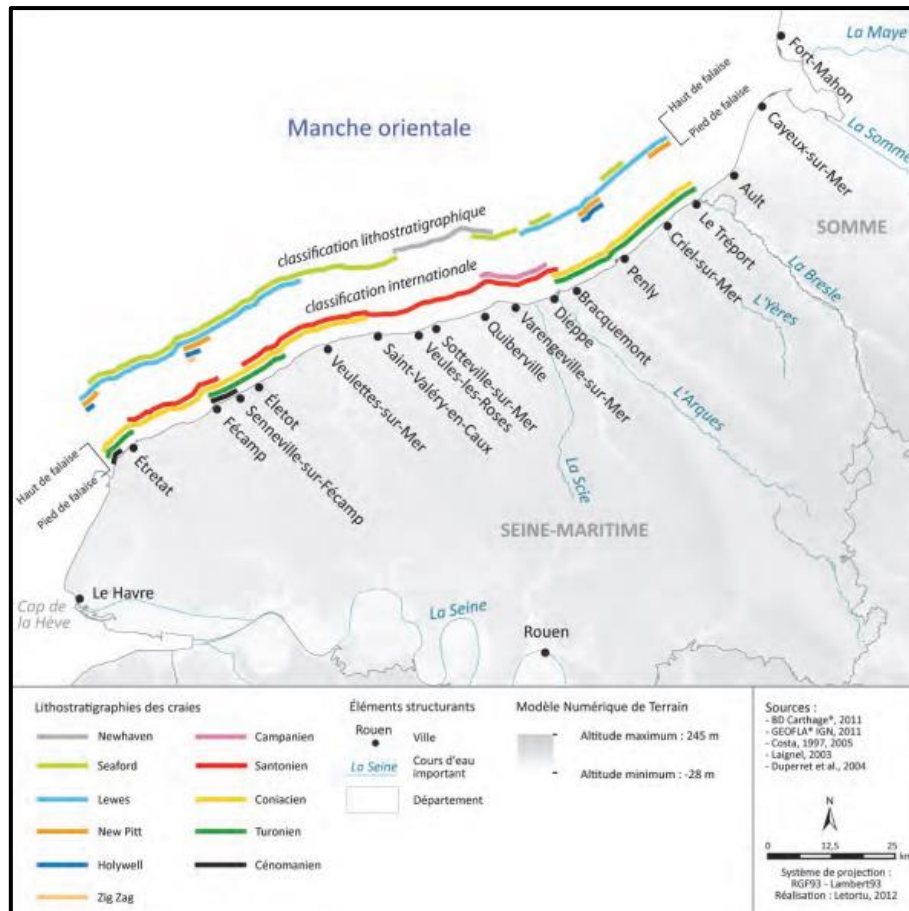 La Maye
Fort-Mahon
Haut de falaise
Pied de falaise
Manche orientale
Cayeux-sur-Mer
La Somme
Ault
SOMME
classification lithostratigraphique
Le Tréport
La Bresle
Criel-sur-Mer
L'Yères
classification internationale
Penly
Bracquemont
Dieppe
Varengeville-sur-Mer
Quiberville
L'Arques
Sotteville-sur-Mer
Veules-les-Roses
Saint-Valéry-en-Caux
Veulettes-sur-Mer
La Scie
Életot
Senneville-sur-Fécamp
Fécamp
Haut de falaise
Pied de falaise
Étretat
SEINE-MARITIME
Le Havre
Cap de
la Hève
La Seine
Rouen
Lithostratigraphies des craies
Newhaven
Seaford
Lewes
New Pitt
Holywell
Zig Zag
Campanien
Santonien
Coniacien
Turonien
Cénomanien
Éléments structurants
Rouen
Ville
La Seine
Cours d'eau
important
Département
Modèle Numérique de Terrain
Altitude maximum : 245 m
Altitude minimum : -28 m
Sources :
- BD Carthage®, 2011
- GEOFLA® IGN, 2011
- Costa, 1997, 2005
- Laignel, 2003
- Duperret et al., 2004
N
0 12,5 25
km
Système de projection :
RGF93 - Lambert93
Réalisation : Letortu, 2012